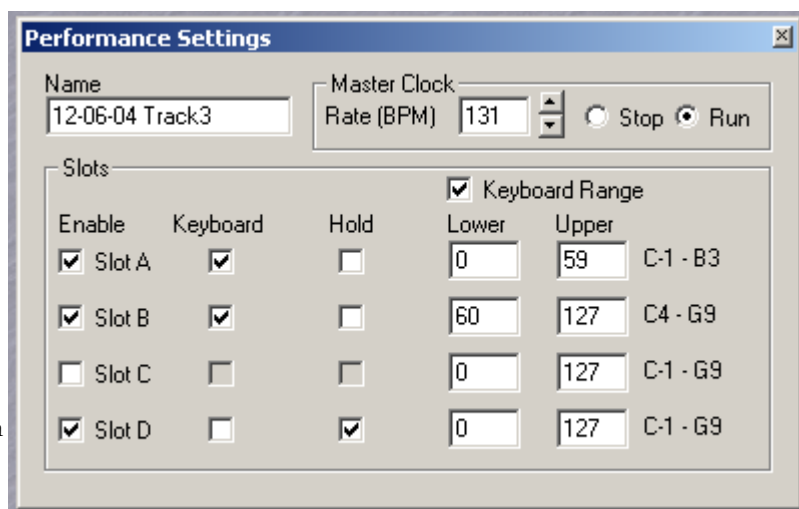 Performance Settings
Name
12-06-04 Track3
Master Clock
Rate (BPM) 131 Stop Run
Slots
Keyboard Range
Enable Keyboard Hold Lower Upper
Slot A 0 59 C-1 - B3
Slot B 60 127 C4 - G9
Slot C 0 127 C-1 - G9
Slot D 0 127 C-1 - G9